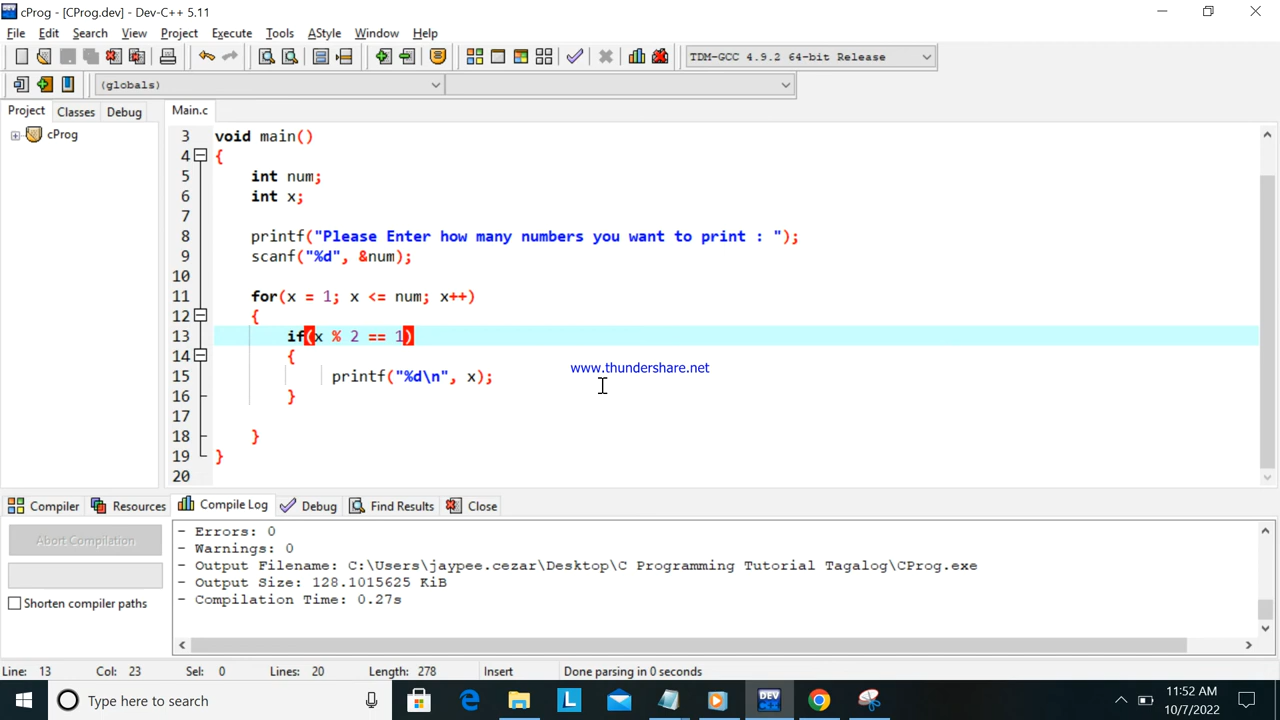 cProg - [CProg.dev] - Dev-C++ 5.11
File Edit Search View Project Execute Tools AStyle Window Help
TDM-GCC 4.9.2 64-bit Release
(globals)
Project Classes Debug Main.c
cProg
3 void main()
4 {
5 int num;
6 int x;
7
8 printf("Please Enter how many numbers you want to print : ");
9 scanf("%d", &num);
10
11 for(x = 1; x <= num; x++)
12 {
13 if(x % 2 == 1)
14 {
www.thundershare.net
15 printf("%d\n", x);
16 }
17
18 }
19 }
20
Compiler Resources Compile Log Debug Find Results Close
Abort Compilation
Shorten compiler paths
- Errors: 0
- Warnings: 0
- Output Filename: C:\Users\jaypee.cezar\Desktop\C Programming Tutorial Tagalog\CProg.exe
- Output Size: 128.1015625 KiB
- Compilation Time: 0.27s
Line: 13 Col: 23 Sel: 0 Lines: 20 Length: 278 Insert Done parsing in 0 seconds
Type here to search
L
DEV
11:52 AM
10/7/2022